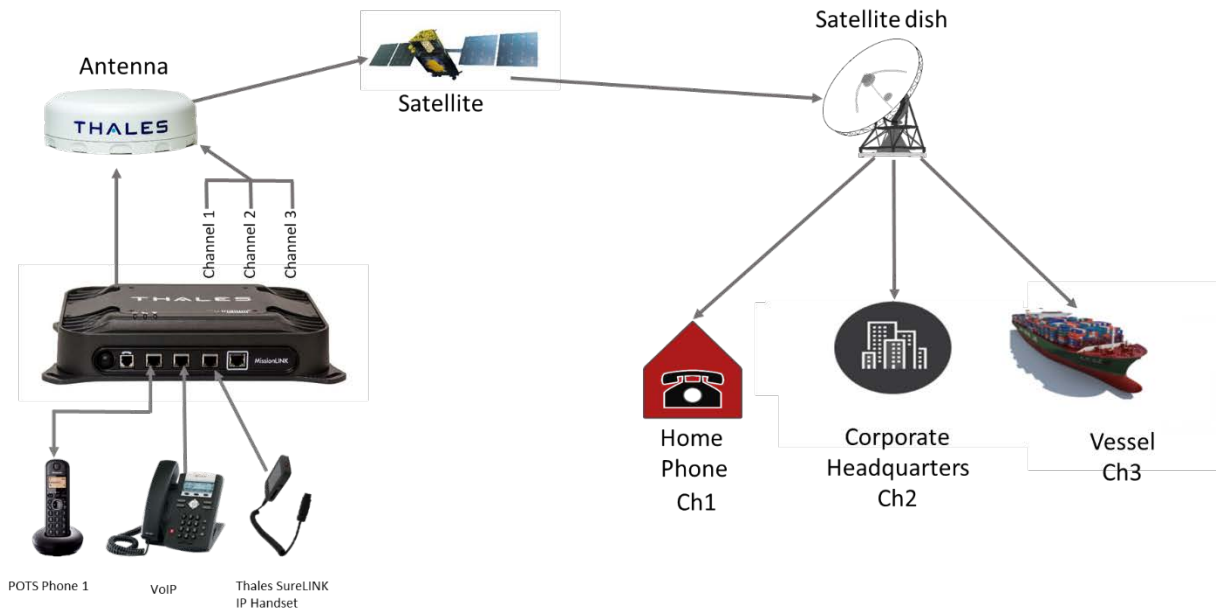 Satellite dish
Antenna
Satellite
THALES
Channel 1
Channel 2
Channel 3
THALES
MissionLINK
Home
Phone
Ch1
Corporate
Headquarters
Ch2
Vessel
Ch3
POTS Phone 1
VoIP
Thales SureLINK
IP Handset